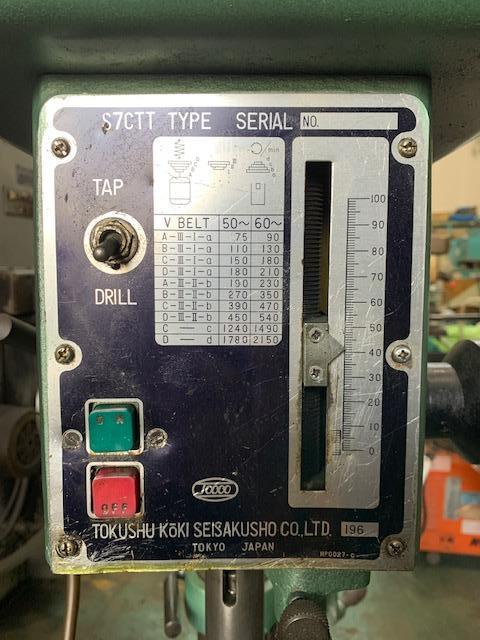 S7CTT TYPE SERIAL NO.
TAP
DRILL
/min
V BELT 50~ 60~
A-Ⅲ-Ⅰ-a 75 90
B-Ⅲ-Ⅰ-a 110 130
C-Ⅲ-Ⅰ-a 150 180
D-Ⅲ-Ⅰ-a 180 210
A-Ⅲ-Ⅱ-b 190 230
B-Ⅲ-Ⅱ-b 270 350
C-Ⅲ-Ⅱ-b 390 470
D-Ⅲ-Ⅱ-b 450 540
C — c 1240 1490
D — d 1780 2150
100
90
80
70
60
50
40
30
20
10
0
OFF
TOKUSHU KŌKI SEISAKUSHO CO., LTD. 196
TOKYO JAPAN